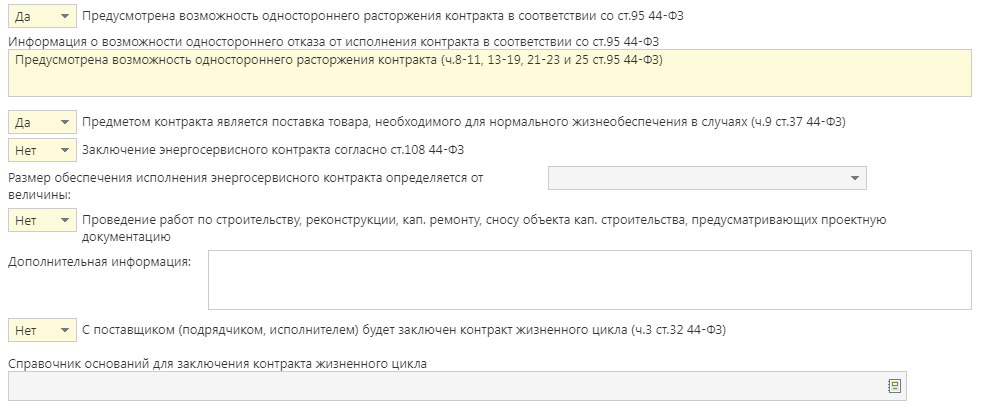 Да Предусмотрена возможность одностороннего расторжения контракта в соответствии со ст.95 44-ФЗ
Информация о возможности одностороннего отказа от исполнения контракта в соответствии со ст.95 44-ФЗ
Предусмотрена возможность одностороннего расторжения контракта (ч.8-11, 13-19, 21-23 и 25 ст.95 44-ФЗ)
Да Предметом контракта является поставка товара, необходимого для нормального жизнеобеспечения в случаях (ч.9 ст.37 44-ФЗ)
Нет Заключение энергосервисного контракта согласно ст.108 44-ФЗ
Размер обеспечения исполнения энергосервисного контракта определяется от
величины:
Нет Проведение работ по строительству, реконструкции, кап. ремонту, сносу объекта кап. строительства, предусматривающих проектную
документацию
Дополнительная информация:
Нет С поставщиком (подрядчиком, исполнителем) будет заключен контракт жизненного цикла (ч.3 ст.32 44-ФЗ)
Справочник оснований для заключения контракта жизненного цикла